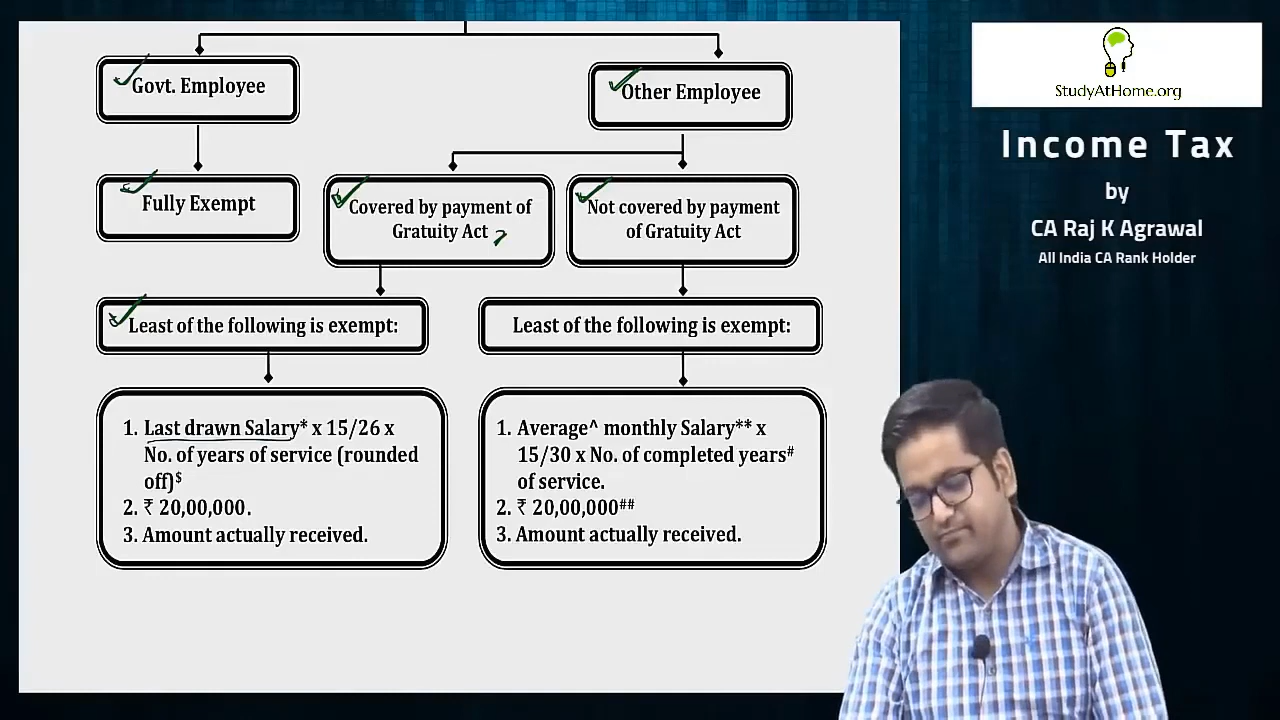 Govt. Employee
Other Employee
Fully Exempt
Covered by payment of
Gratuity Act
Not covered by payment
of Gratuity Act
Least of the following is exempt:
Least of the following is exempt:
1. Last drawn Salary* x 15/26 x
No. of years of service (rounded
off)$
2. ₹ 20,00,000.
3. Amount actually received.
1. Average^ monthly Salary** x
15/30 x No. of completed years#
of service.
2. ₹ 20,00,000##
3. Amount actually received.
StudyAtHome.org
Income Tax
by
CA Raj K Agrawal
All India CA Rank Holder